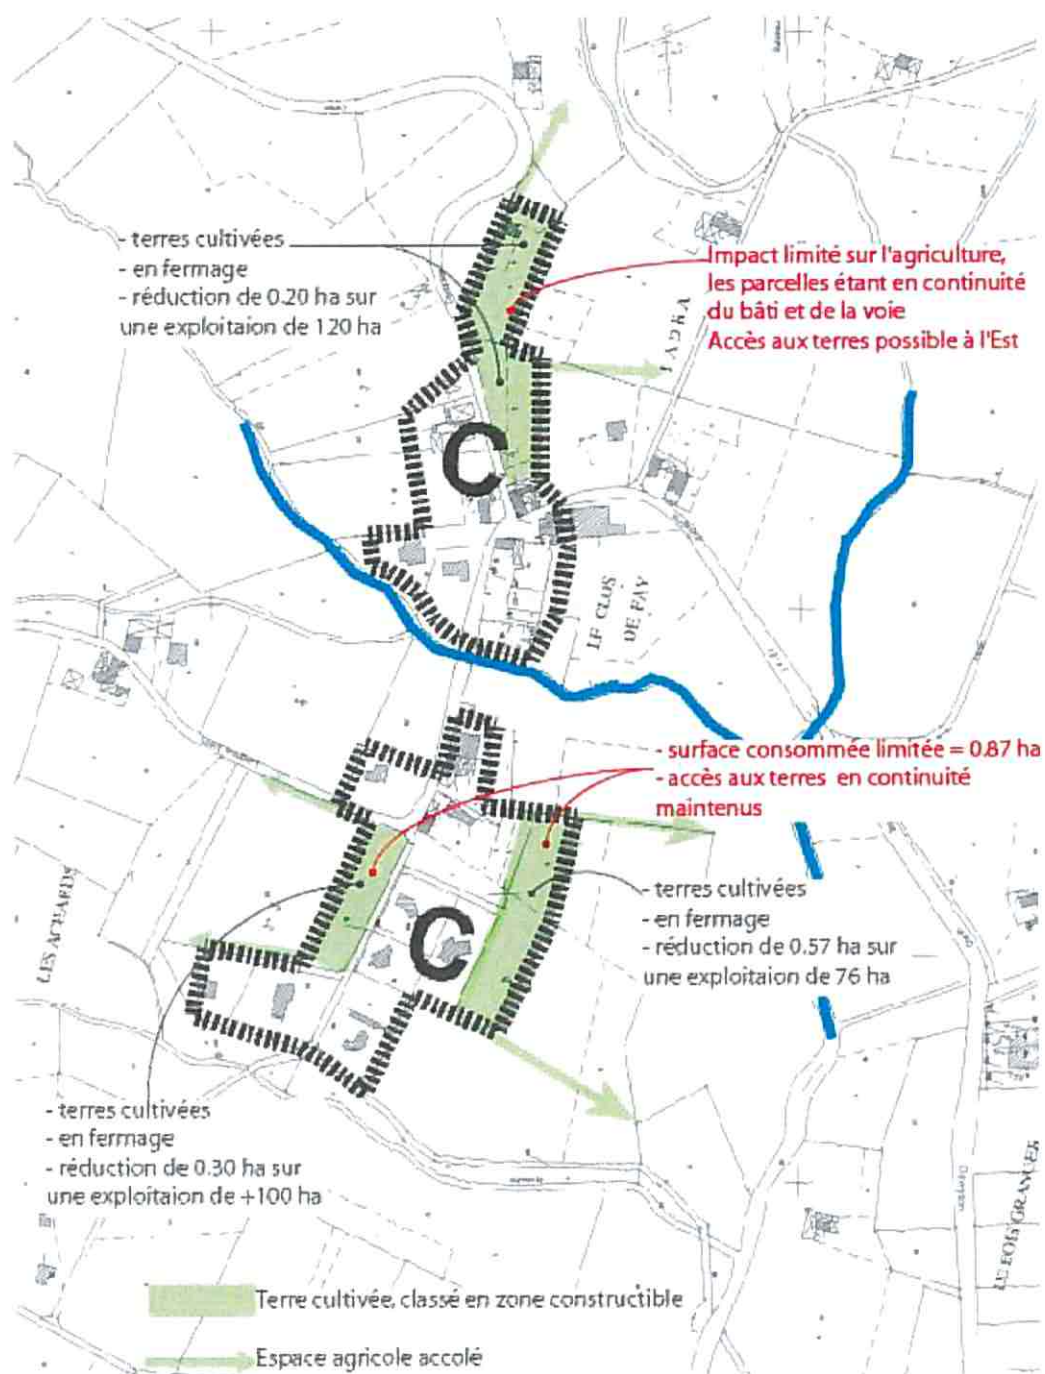 - terres cultivées
- en fermage
- réduction de 0.20 ha sur
une exploitaion de 120 ha
Impact limité sur l'agriculture,
les parcelles étant en continuité
du bâti et de la voie
Accès aux terres possible à l'Est
C
LE CLOS
DE FAY
- surface consommée limitée = 0.87 ha
- accès aux terres en continuité
maintenus
- terres cultivées
- en fermage
- réduction de 0.57 ha sur
une exploitaion de 76 ha
C
LES ACHARDS
- terres cultivées
- en fermage
- réduction de 0.30 ha sur
une exploitaion de +100 ha
LE BOIS GRANGER
Terre cultivée, classé en zone constructible
Espace agricole accolé